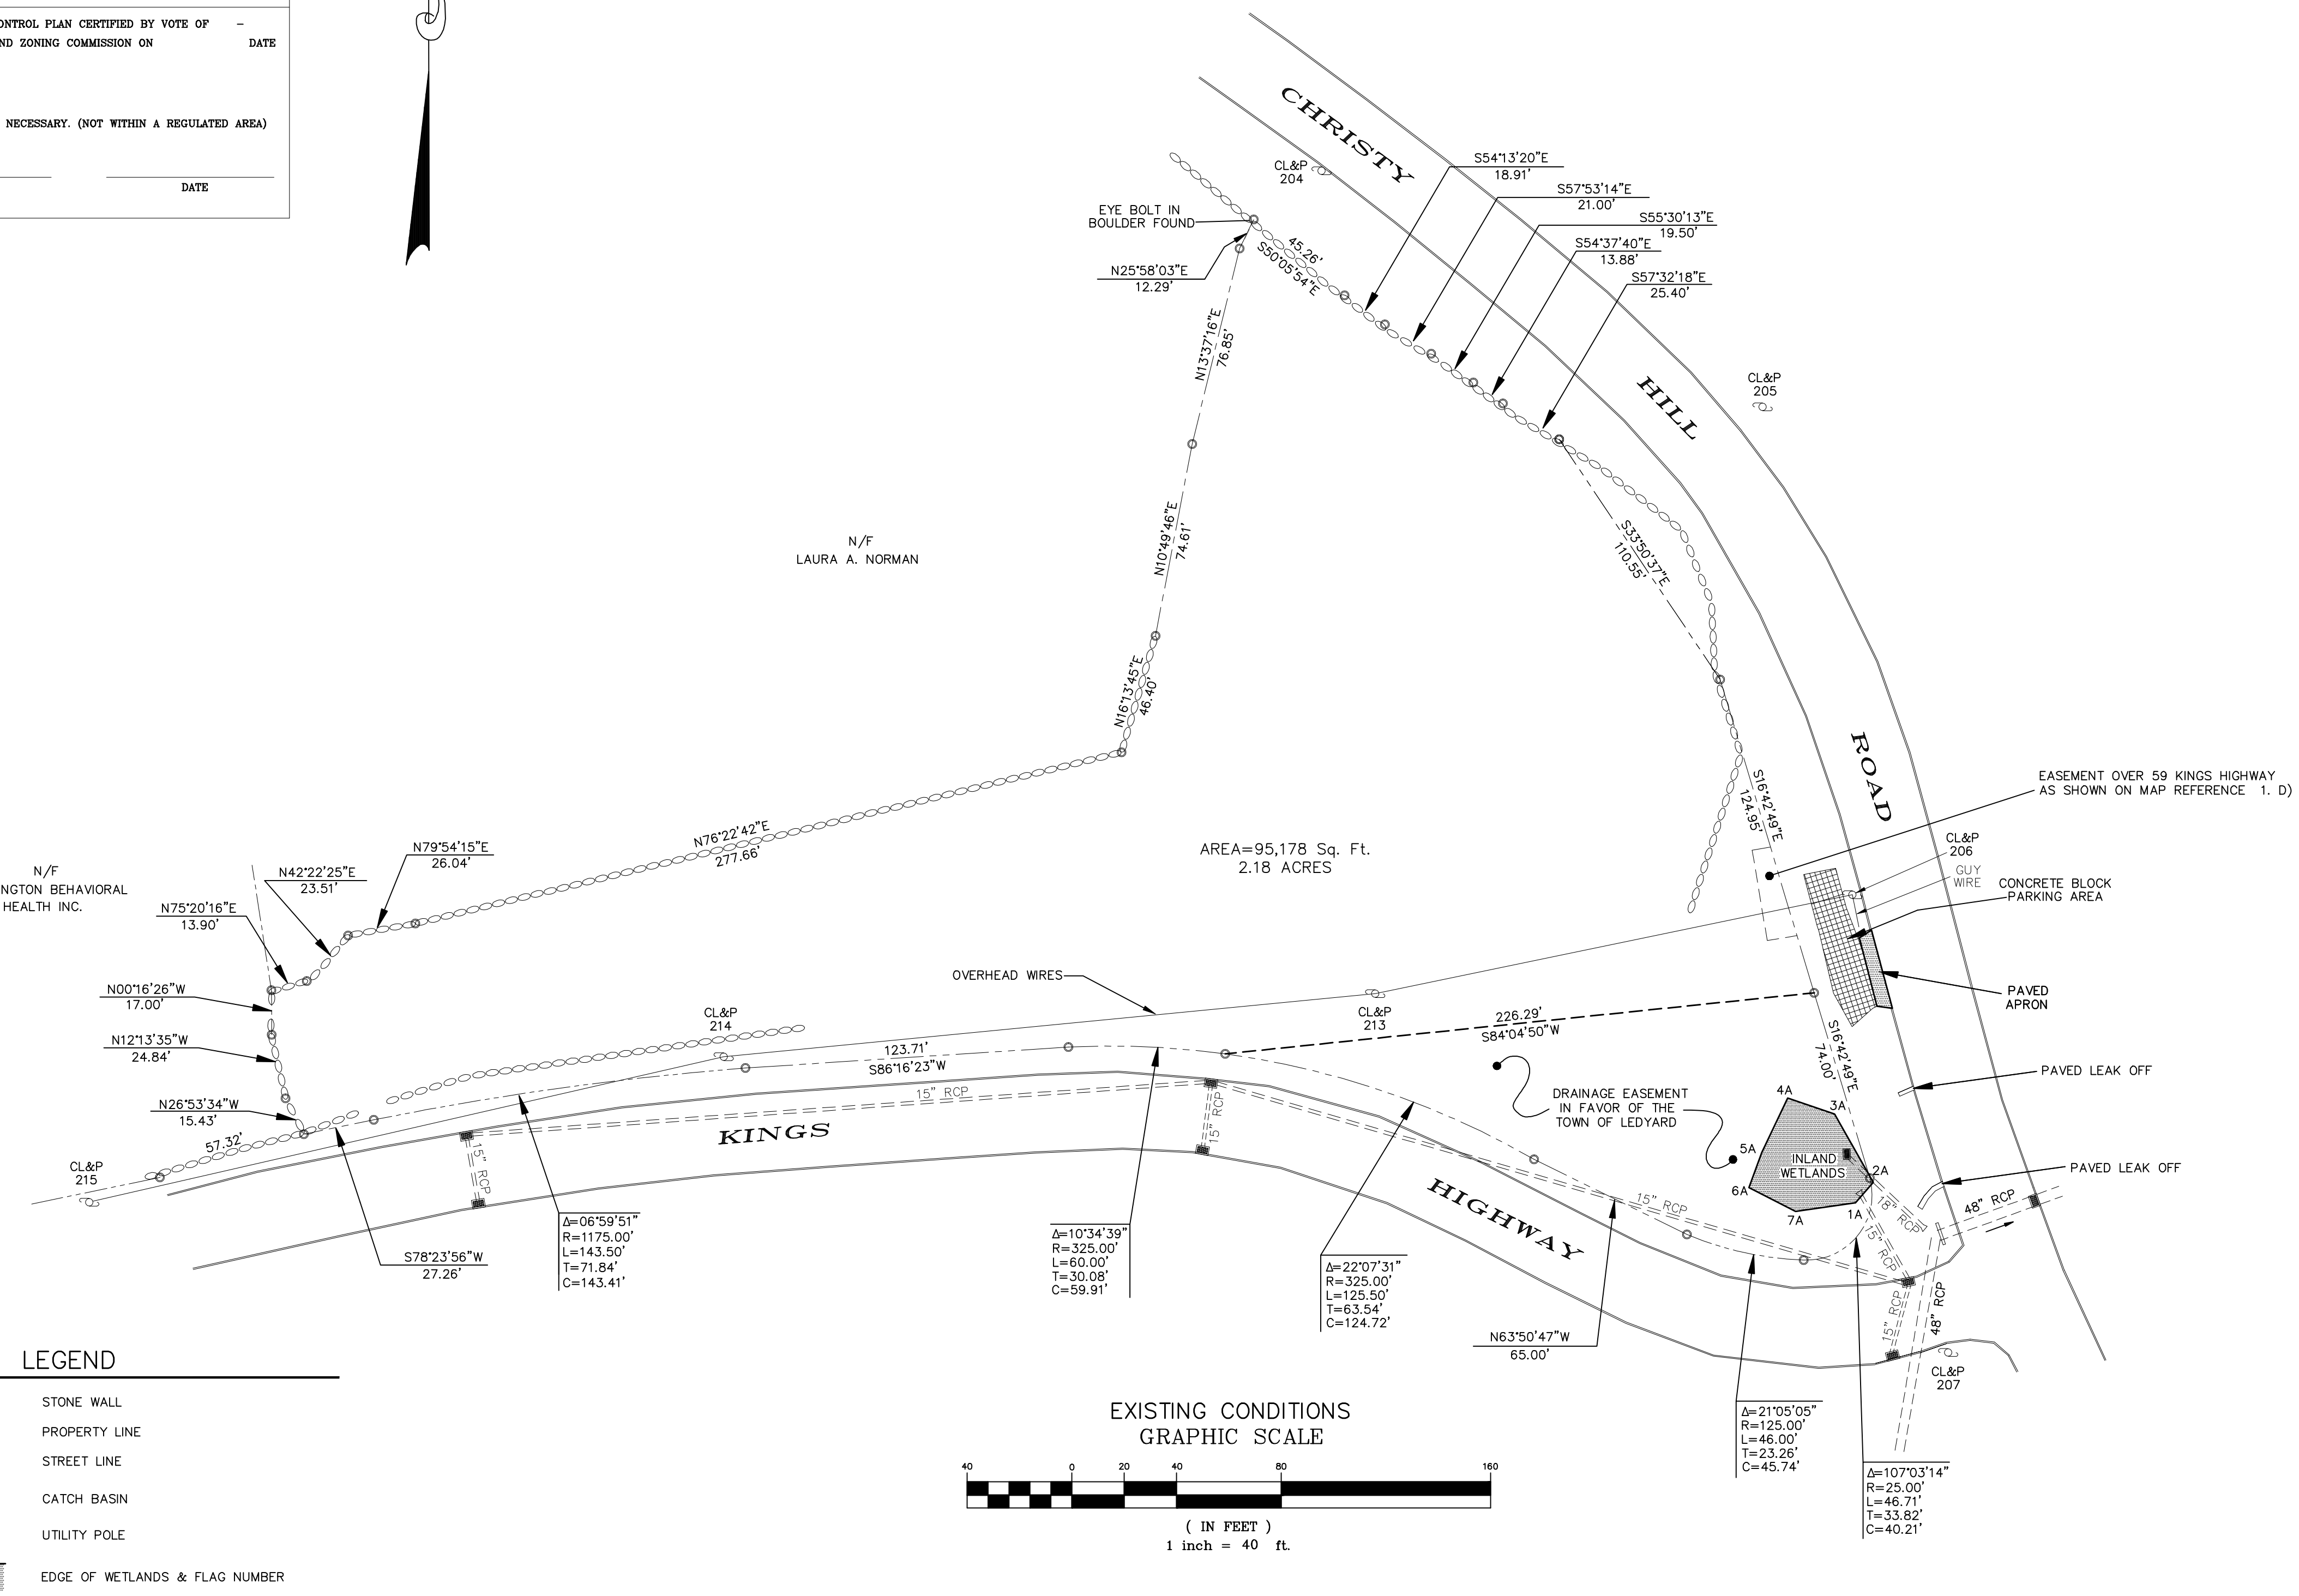 ONTROL PLAN CERTIFIED BY VOTE OF –
ND ZONING COMMISSION ON DATE
NECESSARY. (NOT WITHIN A REGULATED AREA)
DATE
CHRISTY
HILL
ROAD
CL&P
204
EYE BOLT IN
BOULDER FOUND
N25°58'03"E
12.29'
45.26'
S50°05'54"E
S54°13'20"E
18.91'
S57°53'14"E
21.00'
S55°30'13"E
19.50'
S54°37'40"E
13.88'
S57°32'18"E
25.40'
CL&P
205
N13°37'16"E
76.85'
N10°49'46"E
74.61'
N16°13'45"E
46.40'
S33°50'37"E
110.55'
N/F
LAURA A. NORMAN
S16°42'49"E
124.95'
EASEMENT OVER 59 KINGS HIGHWAY
AS SHOWN ON MAP REFERENCE 1. D)
CL&P
206
GUY
WIRE
CONCRETE BLOCK
PARKING AREA
PAVED
APRON
AREA=95,178 Sq. Ft.
2.18 ACRES
N76°22'42"E
277.66'
N79°54'15"E
26.04'
N42°22'25"E
23.51'
N75°20'16"E
13.90'
N/F
NGTON BEHAVIORAL
HEALTH INC.
N00°16'26"W
17.00'
N12°13'35"W
24.84'
N26°53'34"W
15.43'
57.32'
CL&P
215
OVERHEAD WIRES
CL&P
214
123.71'
S86°16'23"W
CL&P
213
226.29'
S84°04'50"W
S16°42'49"E
74.00'
PAVED LEAK OFF
DRAINAGE EASEMENT
IN FAVOR OF THE
TOWN OF LEDYARD
4A
3A
5A
2A
6A
7A
1A
INLAND
WETLANDS
PAVED LEAK OFF
48" RCP
18" RCP
15" RCP
15" RCP
48" RCP
15" RCP
15" RCP
15" RCP
15" RCP
KINGS
HIGHWAY
S78°23'56"W
27.26'
Δ=06°59'51"
R=1175.00'
L=143.50'
T=71.84'
C=143.41'
Δ=10°34'39"
R=325.00'
L=60.00'
T=30.08'
C=59.91'
Δ=22°07'31"
R=325.00'
L=125.50'
T=63.54'
C=124.72'
N63°50'47"W
65.00'
CL&P
207
Δ=21°05'05"
R=125.00'
L=46.00'
T=23.26'
C=45.74'
Δ=107°03'14"
R=25.00'
L=46.71'
T=33.82'
C=40.21'
LEGEND
STONE WALL
PROPERTY LINE
STREET LINE
CATCH BASIN
UTILITY POLE
EDGE OF WETLANDS & FLAG NUMBER
EXISTING CONDITIONS
GRAPHIC SCALE
40 0 20 40 80 160
( IN FEET )
1 inch = 40 ft.